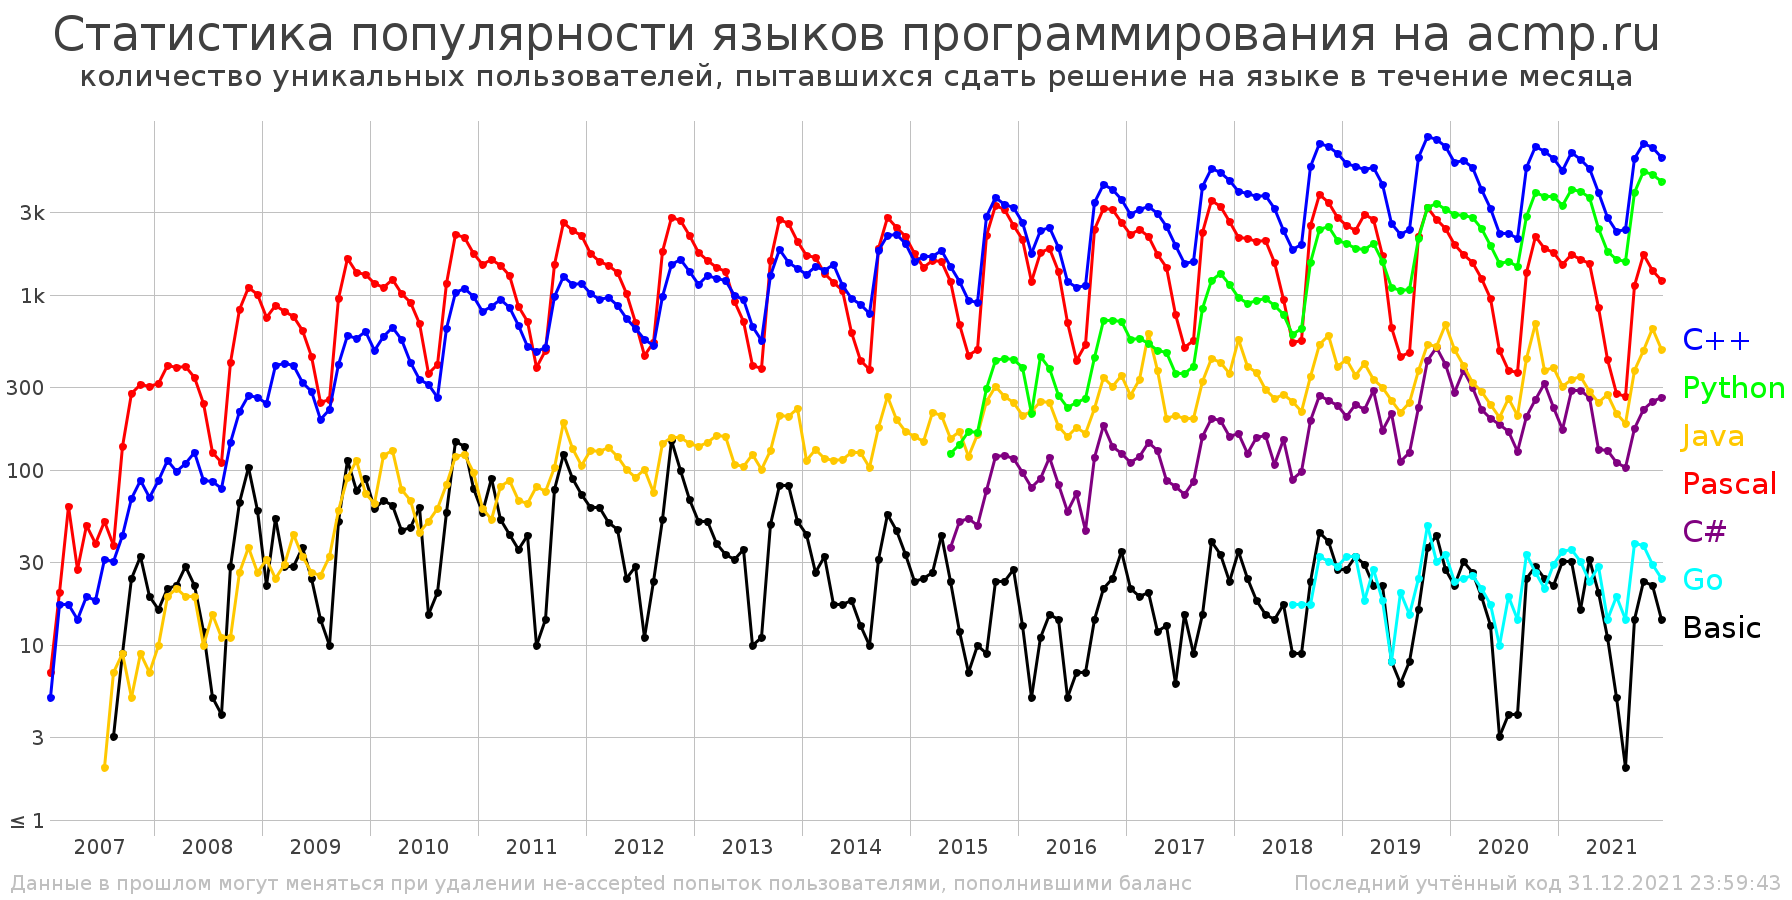 Статистика популярности языков программирования на acmp.ru
количество уникальных пользователей, пытавшихся сдать решение на языке в течение месяца
3k
1k
300
100
30
10
3
≤ 1
C++
Python
Java
Pascal
C#
Go
Basic
2007 2008 2009 2010 2011 2012 2013 2014 2015 2016 2017 2018 2019 2020 2021
Данные в прошлом могут меняться при удалении не-accepted попыток пользователями, пополнившими баланс
Последний учтённый код 31.12.2021 23:59:43